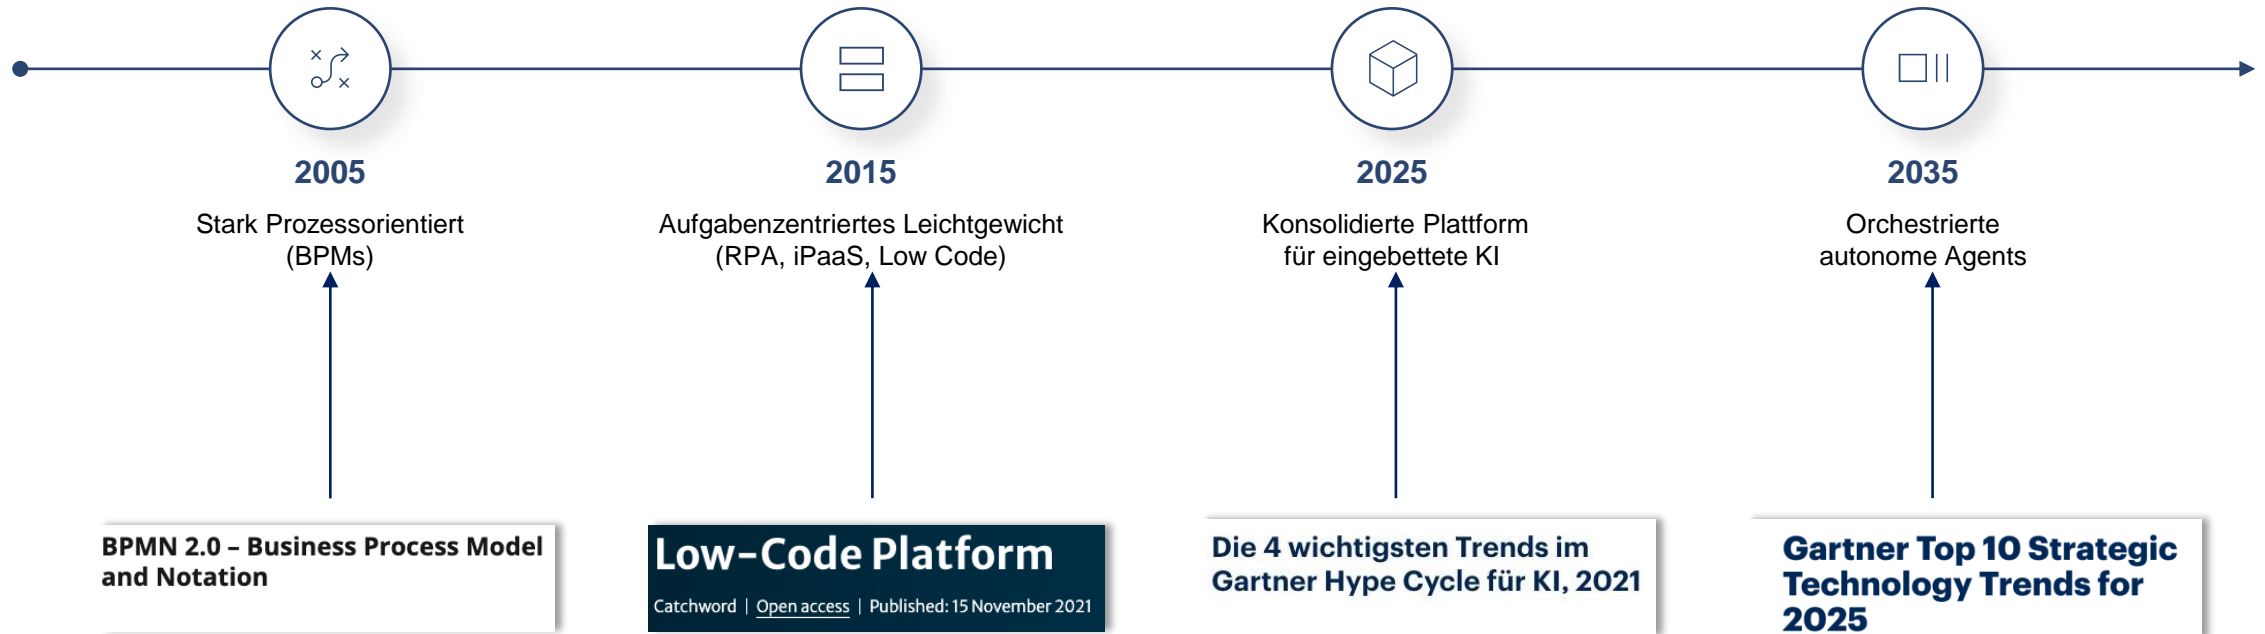 2005
Stark Prozessorientiert
(BPMs)
2015
Aufgabenzentriertes Leichtgewicht
(RPA, iPaaS, Low Code)
2025
Konsolidierte Plattform
für eingebettete KI
2035
Orchestrierte
autonome Agents
BPMN 2.0 – Business Process Model
and Notation
Low-Code Platform
Catchword | Open access | Published: 15 November 2021
Die 4 wichtigsten Trends im
Gartner Hype Cycle für KI, 2021
Gartner Top 10 Strategic
Technology Trends for
2025